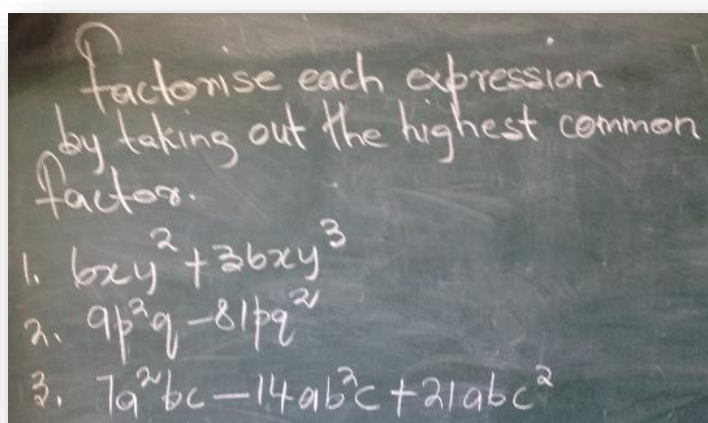 Factorise each expression
by taking out the highest common
factor.
1. 6xy² + 36xy³
2. 9p²q - 81pq²
3. 7a²bc - 14ab²c + 21abc²